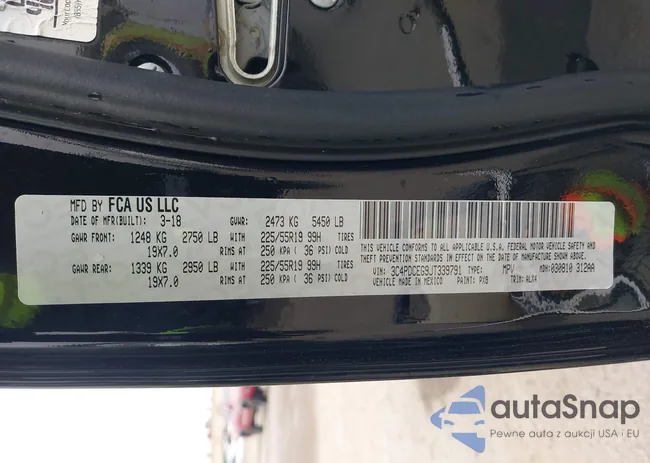 MFD BY FCA US LLC
DATE OF MFR(BUILT): 3-18 GVWR: 2473 KG 5450 LB
GAWR FRONT: 1248 KG 2750 LB WITH 225/55R19 99H TIRES
19X7.0 RIMS AT 250 KPA ( 36 PSI) COLD
GAWR REAR: 1339 KG 2950 LB WITH 225/55R19 99H TIRES
19X7.0 RIMS AT 250 KPA ( 36 PSI) COLD
THIS VEHICLE CONFORMS TO ALL APPLICABLE U.S. FEDERAL MOTOR VEHICLE SAFETY AND
THEFT PREVENTION STANDARDS IN EFFECT ON THE DATE OF MANUFACTURE SHOWN ABOVE.
VIN: 3C4PDCEG9JT339791 TYPE: MPV MDH: 030810 312AA
VEHICLE MADE IN MEXICO PAINT: PX8 TRIM: ALX4
autaSnap
Pewne auta z aukcji USA i EU